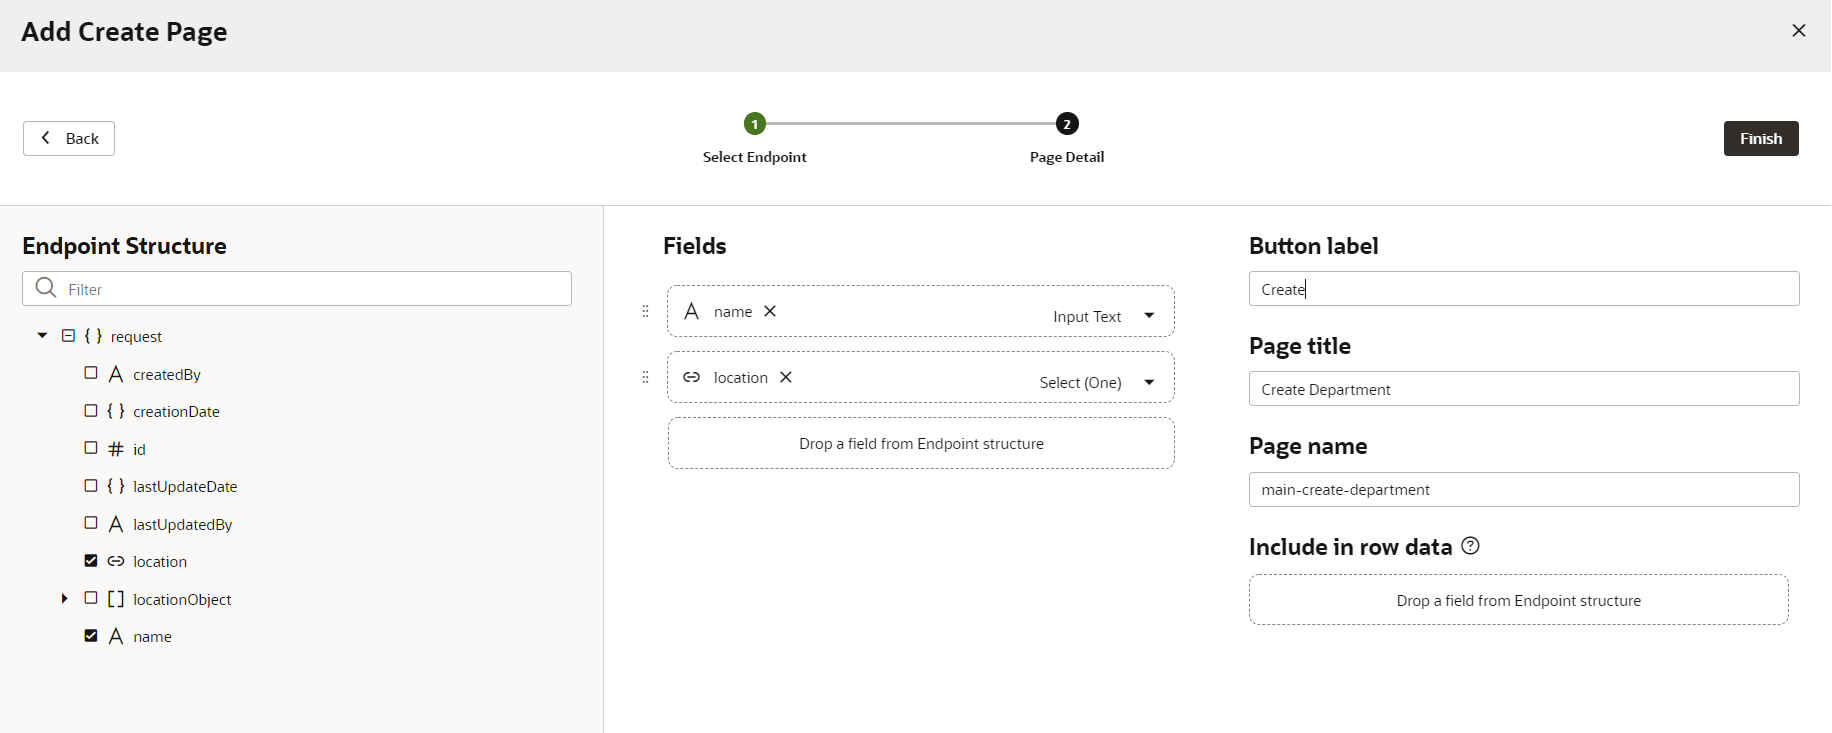 Add Create Page
Back
1
2
Select Endpoint
Page Detail
Finish
Endpoint Structure
Filter
{ } request
A createdBy
{ } creationDate
# id
{ } lastUpdateDate
A lastUpdatedBy
location
[ ] locationObject
A name
Fields
A name Input Text
location Select (One)
Drop a field from Endpoint structure
Button label
Create
Page title
Create Department
Page name
main-create-department
Include in row data ?
Drop a field from Endpoint structure